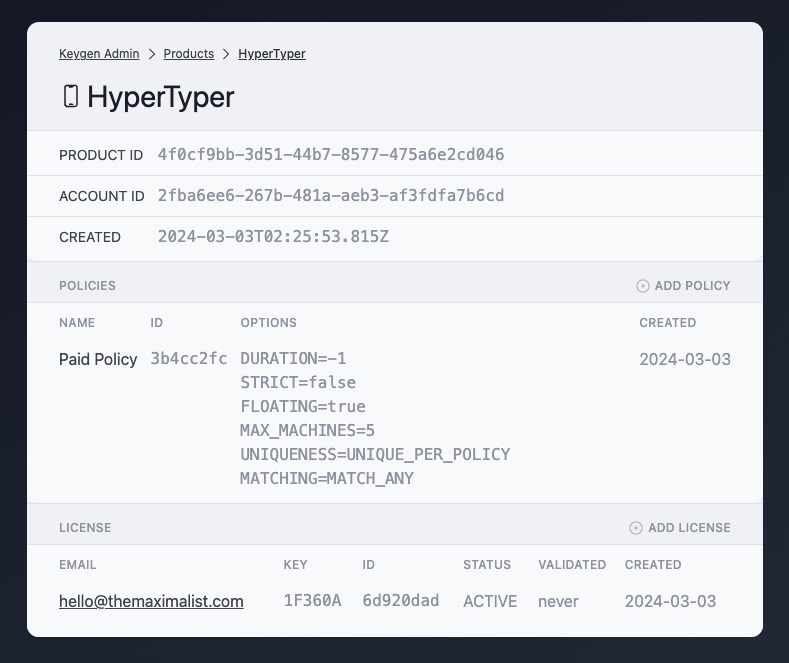 Keygen Admin > Products > HyperTyper
HyperTyper
PRODUCT ID 4f0cf9bb-3d51-44b7-8577-475a6e2cd046
ACCOUNT ID 2fba6ee6-267b-481a-aeb3-af3fdfa7b6cd
CREATED 2024-03-03T02:25:53.815Z
POLICIES ADD POLICY
NAME ID OPTIONS CREATED
Paid Policy 3b4cc2fc DURATION=-1 2024-03-03
STRICT=false
FLOATING=true
MAX_MACHINES=5
UNIQUENESS=UNIQUE_PER_POLICY
MATCHING=MATCH_ANY
LICENSE ADD LICENSE
EMAIL KEY ID STATUS VALIDATED CREATED
hello@themaximalist.com 1F360A 6d920dad ACTIVE never 2024-03-03